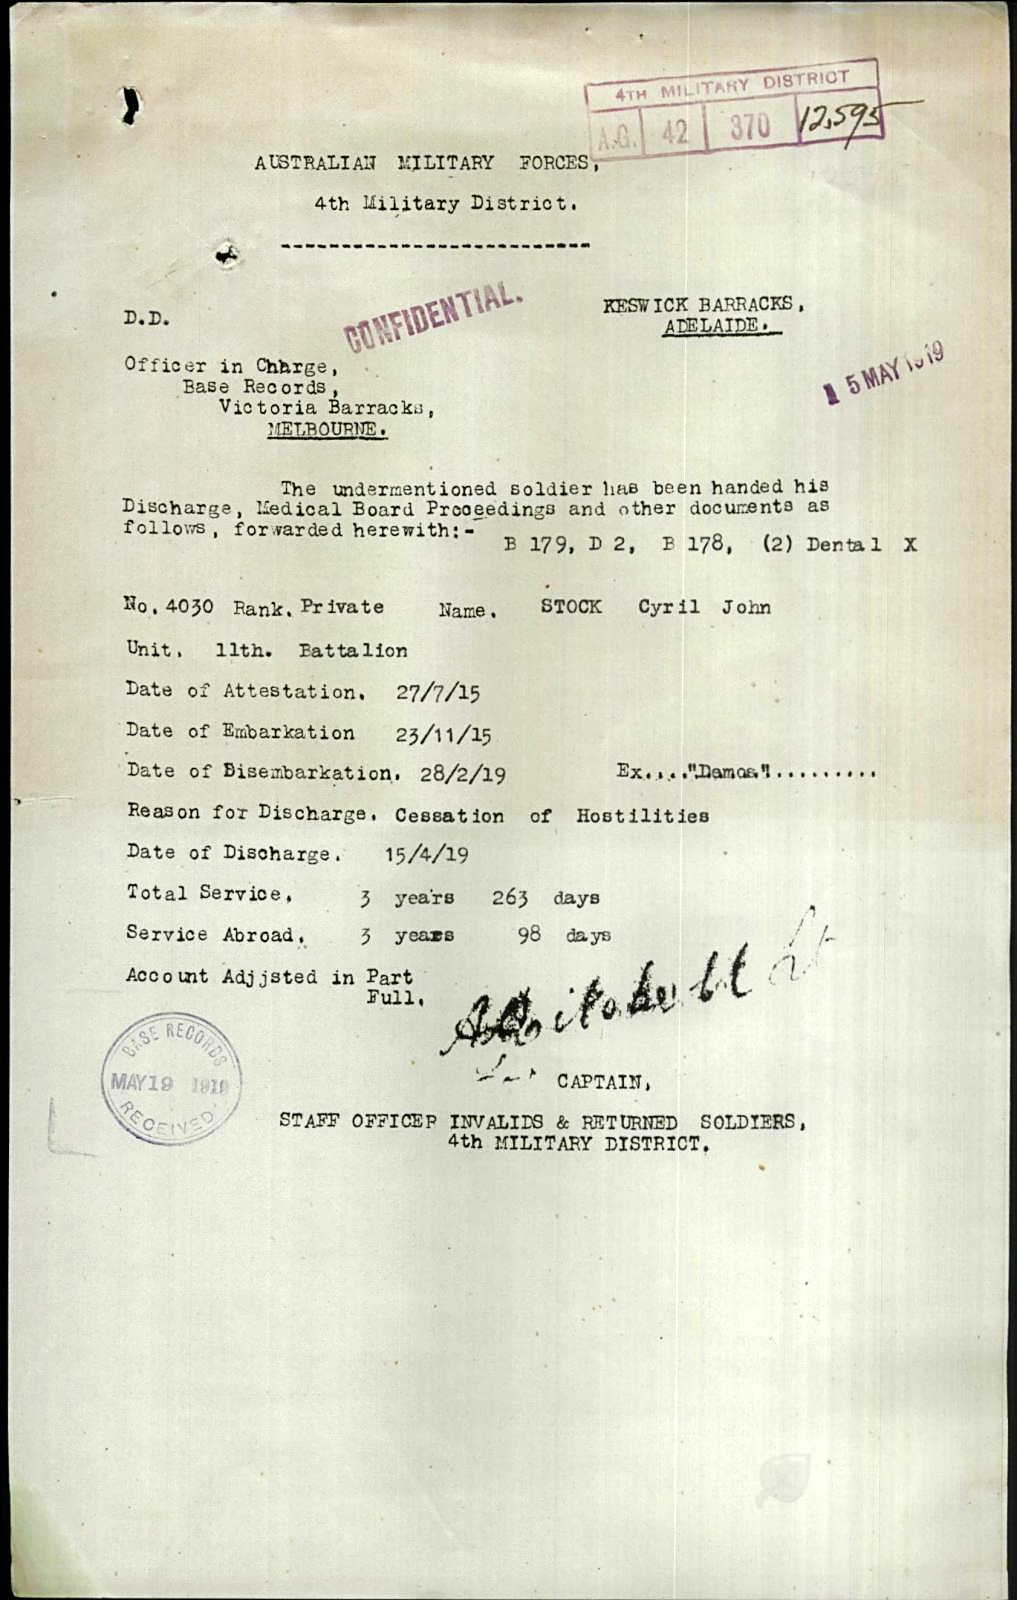 4TH MILITARY DISTRICT
A.G. 42 370 12,595
AUSTRALIAN MILITARY FORCES,
4th Military District.
D.D.
CONFIDENTIAL.
KESWICK BARRACKS,
ADELAIDE.
15 MAY 1919
Officer in Charge,
Base Records,
Victoria Barracks,
MELBOURNE.
The undermentioned soldier has been handed his
Discharge, Medical Board Proceedings and other documents as
follows, forwarded herewith:-
B 179, D 2, B 178, (2) Dental X
No. 4030 Rank. Private Name. STOCK Cyril John
Unit. 11th. Battalion
Date of Attestation. 27/7/15
Date of Embarkation 23/11/15
Date of Disembarkation. 28/2/19 Ex...."Damos"..........
Reason for Discharge. Cessation of Hostilities
Date of Discharge. 15/4/19
Total Service. 3 years 263 days
Service Abroad. 3 years 98 days
Account Adjjsted in Part
Full.
Lt
CAPTAIN,
STAFF OFFICER INVALIDS & RETURNED SOLDIERS,
4th MILITARY DISTRICT.
BASE RECORDS
MAY 19 1919
RECEIVED